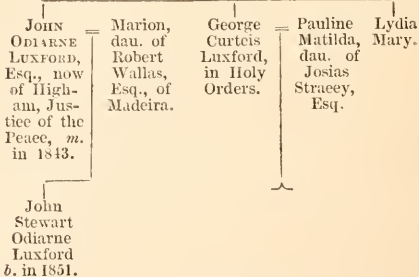 John
Odiarne
Luxford,
Esq., now
of High-
am, Jus-
tice of the
Peace, m.
in 1843.
=
Marion,
dau. of
Robert
Wallas,
Esq., of
Madeira.
George
Curteis
Luxford,
in Holy
Orders.
=
Pauline
Matilda,
dau. of
Josias
Stracey,
Esq.
Lydia
Mary.
John
Stewart
Odiarne
Luxford
b. in 1851.